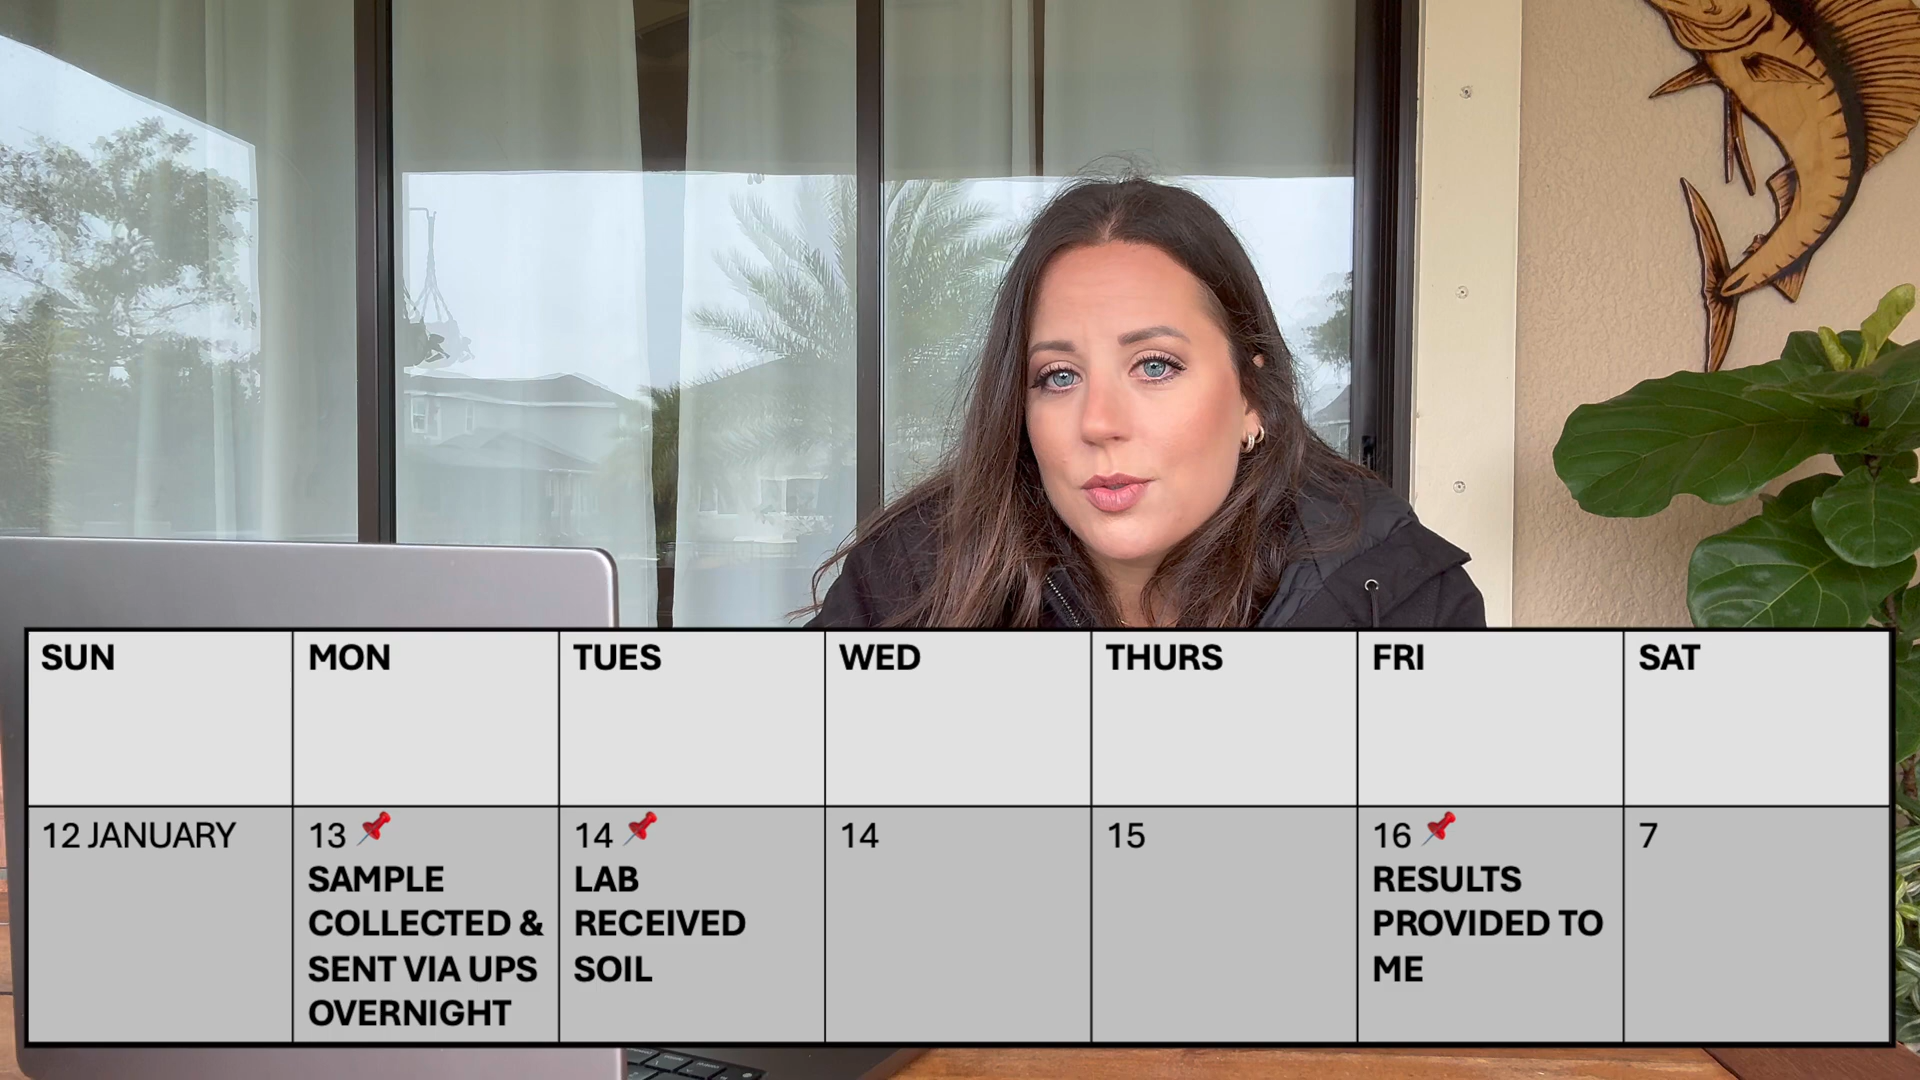 SUN
MON
TUES
WED
THURS
FRI
SAT
12 JANUARY
13
SAMPLE
COLLECTED &
SENT VIA UPS
OVERNIGHT
14
LAB
RECEIVED
SOIL
14
15
16
RESULTS
PROVIDED TO
ME
7